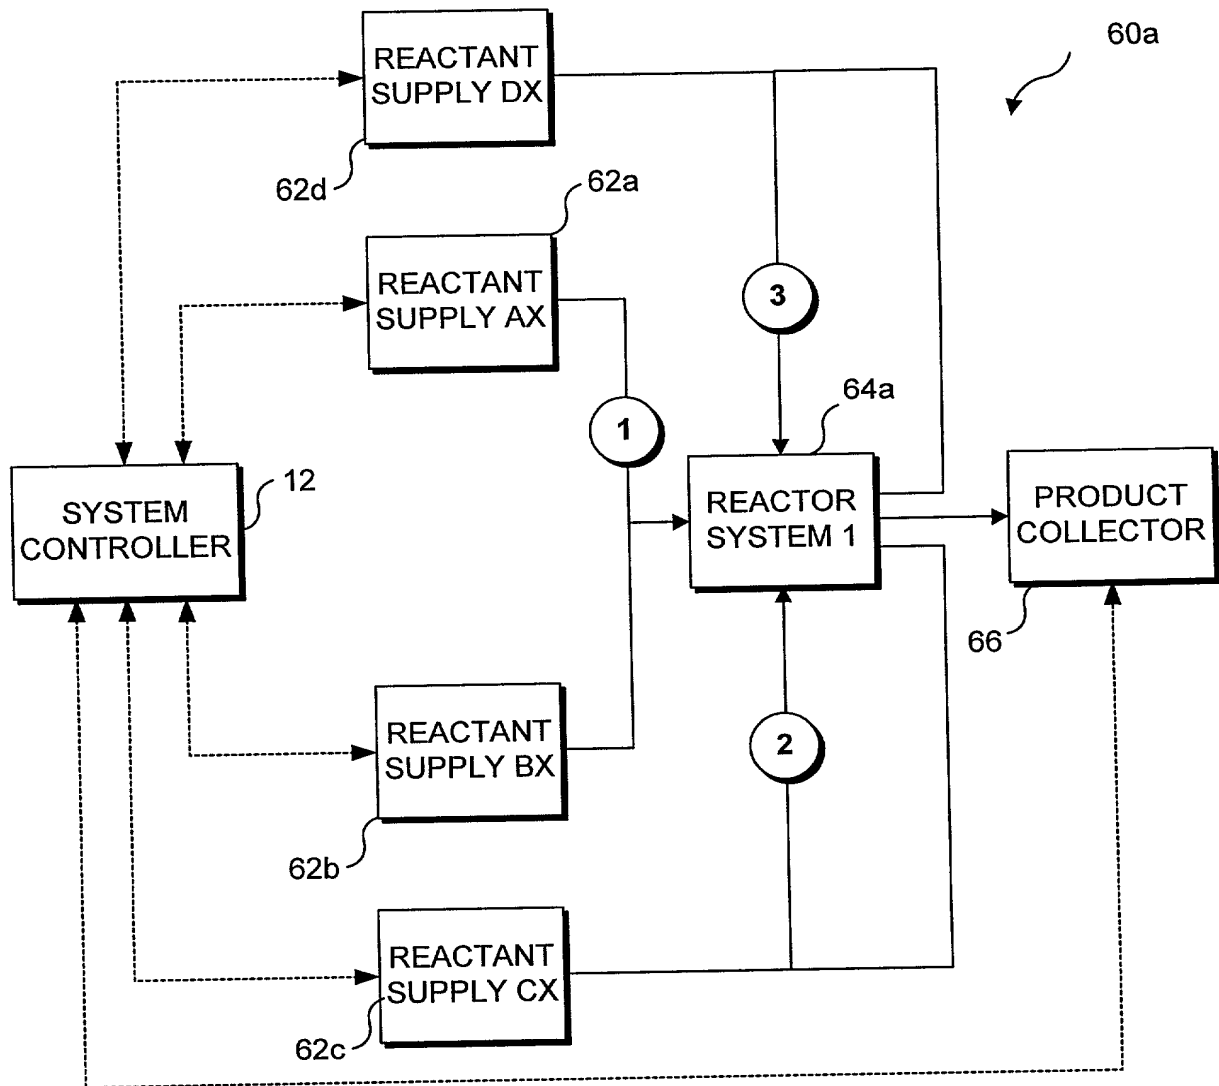 60a
REACTANT
SUPPLY DX
62d
62a
REACTANT
SUPPLY AX
3
1
64a
12
SYSTEM
CONTROLLER
REACTOR
SYSTEM 1
PRODUCT
COLLECTOR
66
REACTANT
SUPPLY BX
2
62b
REACTANT
SUPPLY CX
62c